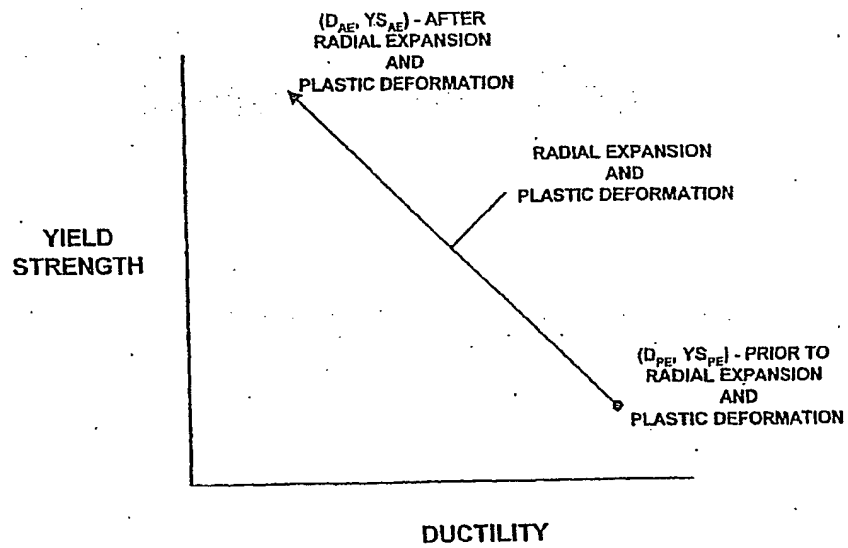 (D_AE, YS_AE) - AFTER
RADIAL EXPANSION
AND
PLASTIC DEFORMATION
RADIAL EXPANSION
AND
PLASTIC DEFORMATION
YIELD
STRENGTH
(D_PE, YS_PE) - PRIOR TO
RADIAL EXPANSION
AND
PLASTIC DEFORMATION
DUCTILITY